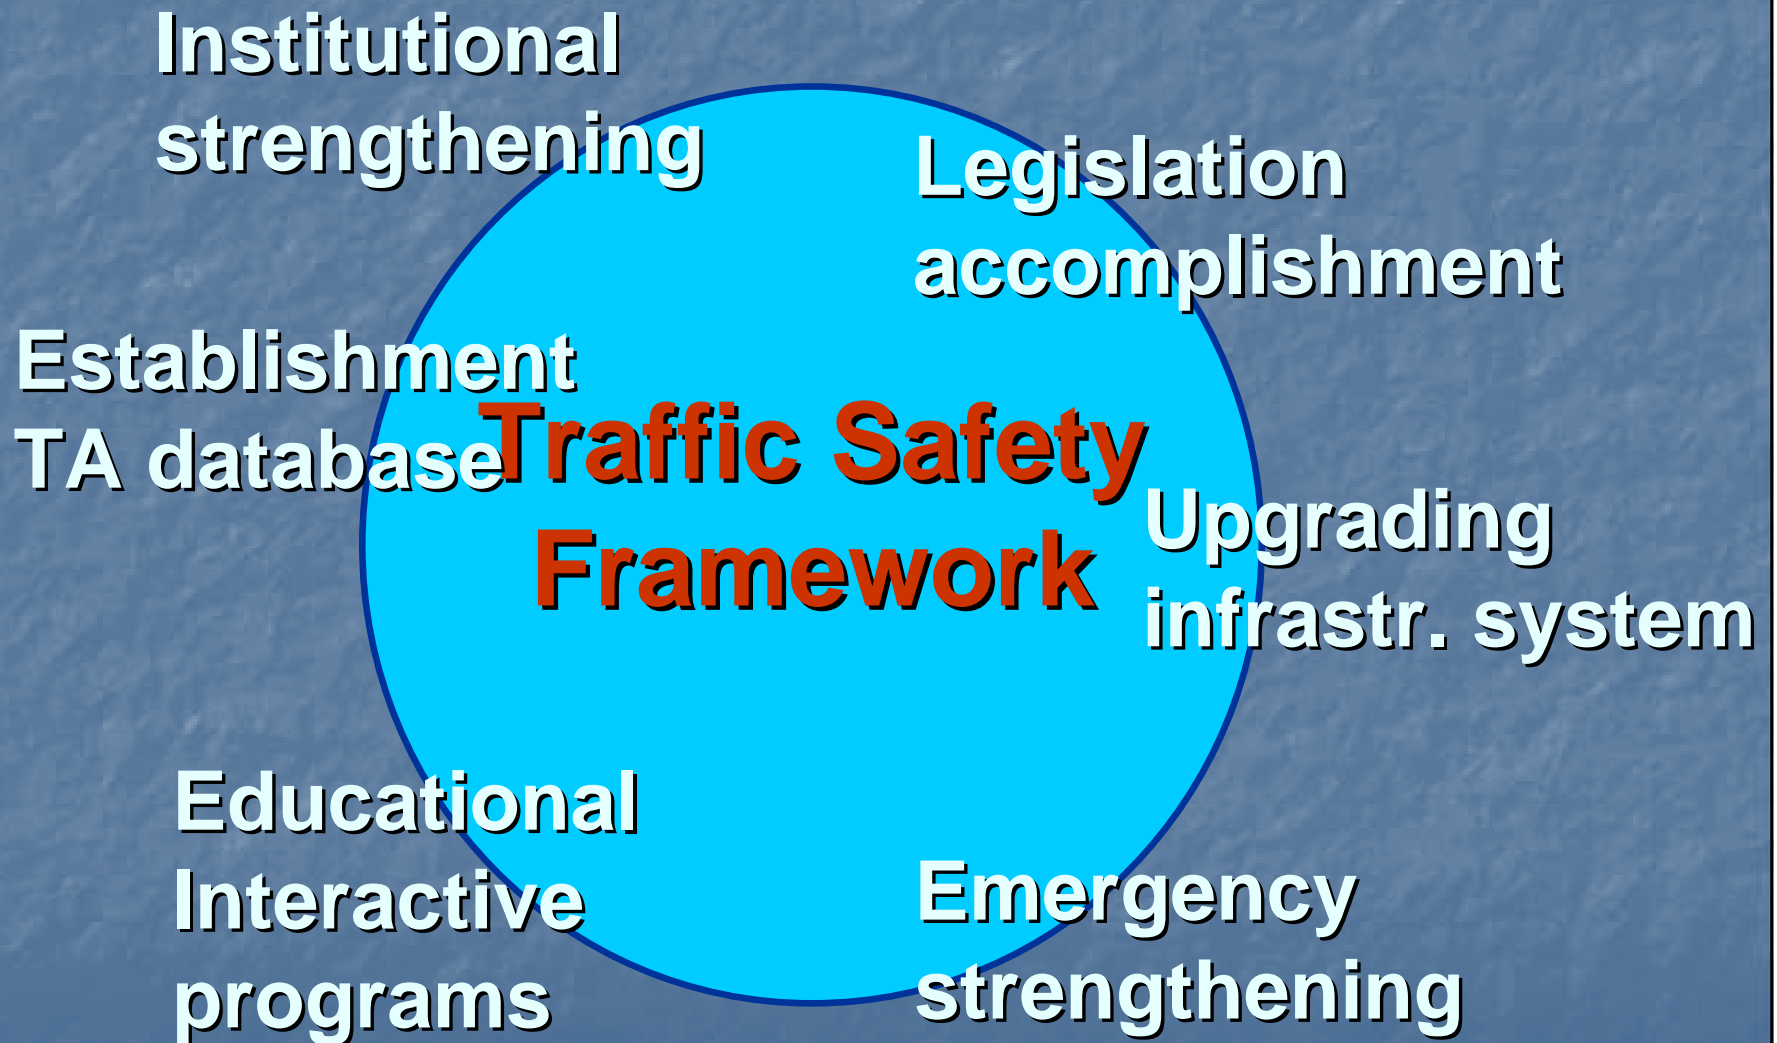 Institutional
strengthening
Legislation
accomplishment
Establishment
TA database
Traffic Safety
Framework
Upgrading
infrastr. system
Educational
Interactive
programs
Emergency
strengthening